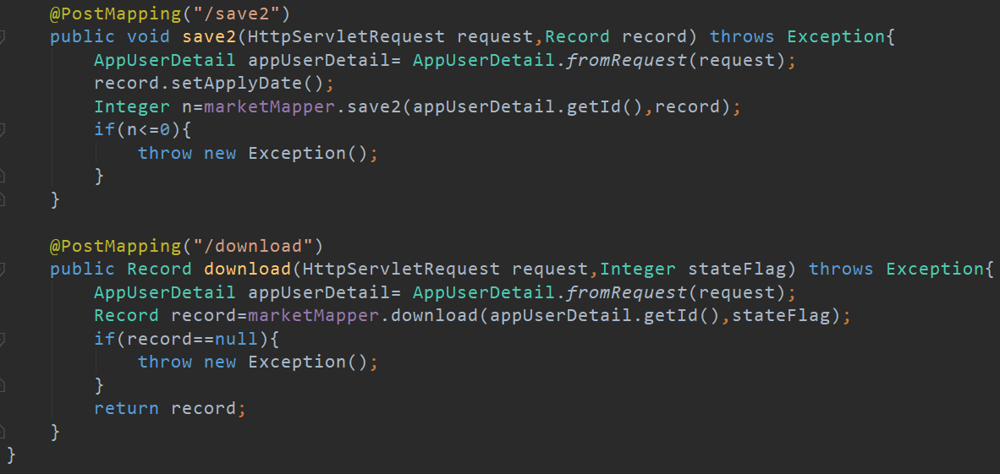 @PostMapping("/save2")
public void save2(HttpServletRequest request,Record record) throws Exception{
AppUserDetail appUserDetail= AppUserDetail.fromRequest(request);
record.setApplyDate();
Integer n=marketMapper.save2(appUserDetail.getId(),record);
if(n<=0){
throw new Exception();
}
}
@PostMapping("/download")
public Record download(HttpServletRequest request,Integer stateFlag) throws Exception{
AppUserDetail appUserDetail= AppUserDetail.fromRequest(request);
Record record=marketMapper.download(appUserDetail.getId(),stateFlag);
if(record==null){
throw new Exception();
}
return record;
}
}